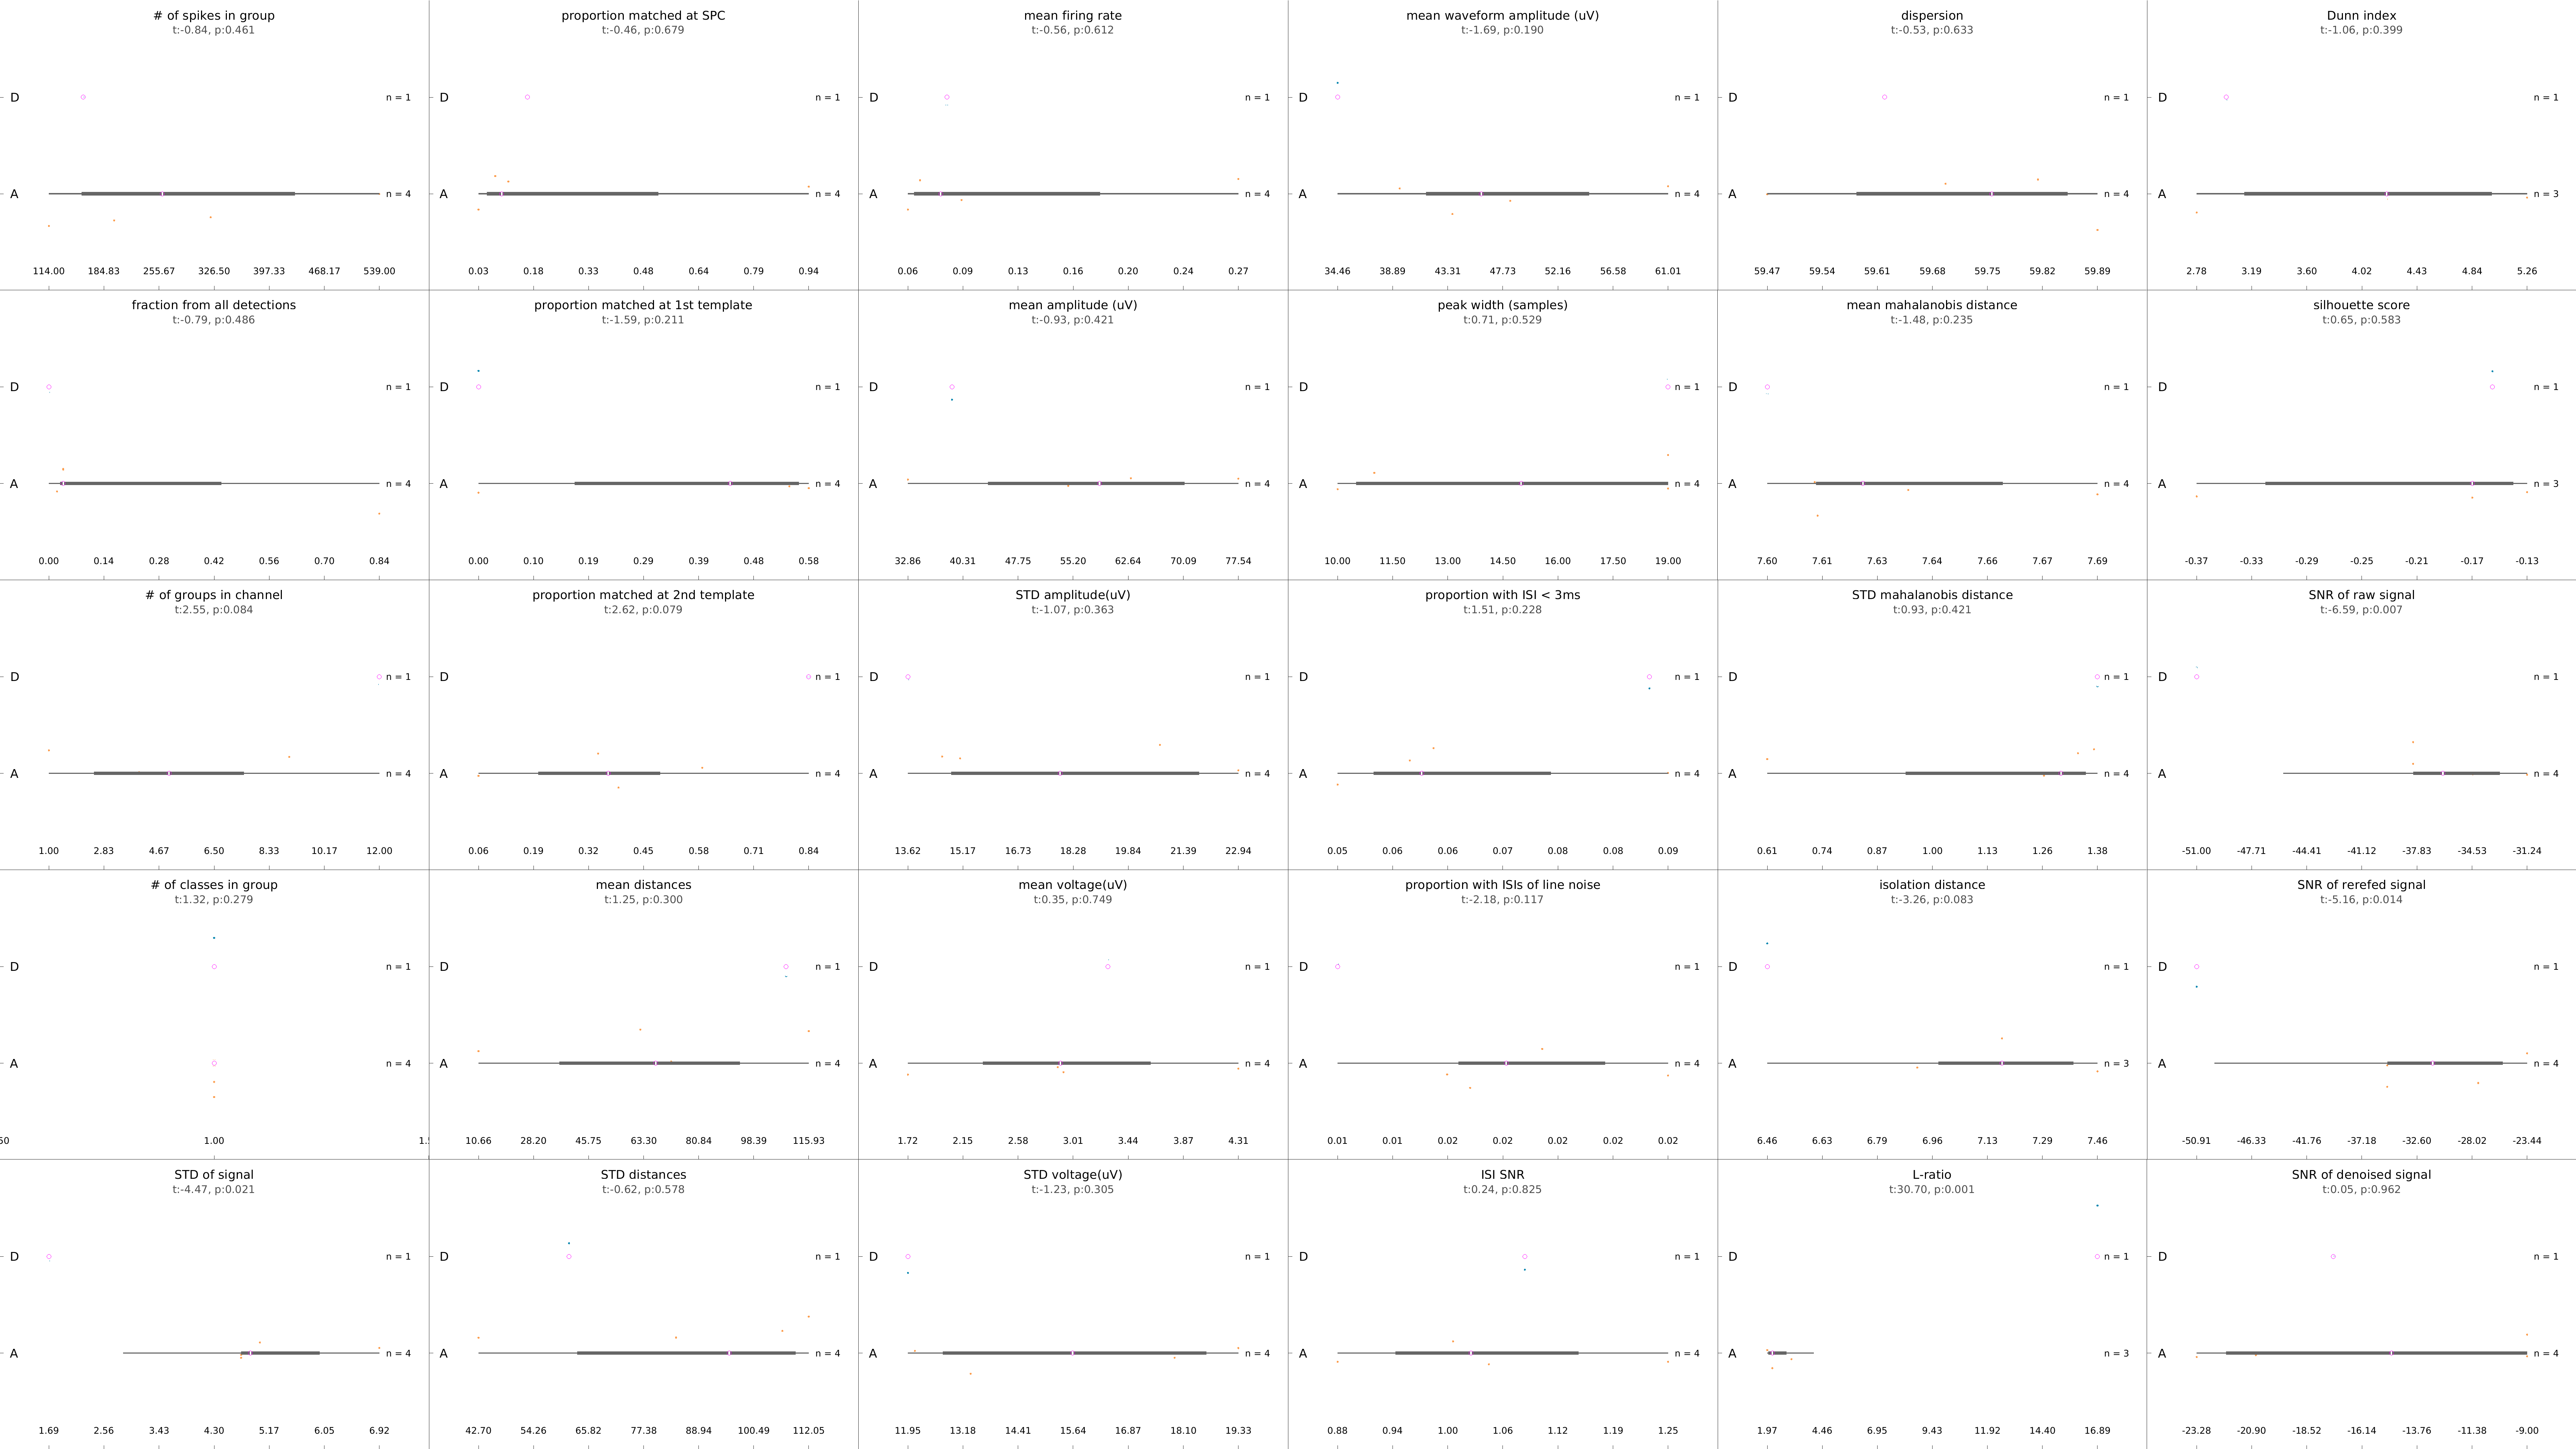 # of spikes in group
t:-0.84, p:0.461
D
n = 1
A
n = 4
114.00 184.83 255.67 326.50 397.33 468.17 539.00
proportion matched at SPC
t:-0.46, p:0.679
D
n = 1
A
n = 4
0.03 0.18 0.33 0.48 0.64 0.79 0.94
mean firing rate
t:-0.56, p:0.612
D
n = 1
A
n = 4
0.06 0.09 0.13 0.16 0.20 0.24 0.27
mean waveform amplitude (uV)
t:-1.69, p:0.190
D
n = 1
A
n = 4
34.46 38.89 43.31 47.73 52.16 56.58 61.01
dispersion
t:-0.53, p:0.633
D
n = 1
A
n = 4
59.47 59.54 59.61 59.68 59.75 59.82 59.89
Dunn index
t:-1.06, p:0.399
D
n = 1
A
n = 3
2.78 3.19 3.60 4.02 4.43 4.84 5.26
fraction from all detections
t:-0.79, p:0.486
D
n = 1
A
n = 4
0.00 0.14 0.28 0.42 0.56 0.70 0.84
proportion matched at 1st template
t:-1.59, p:0.211
D
n = 1
A
n = 4
0.00 0.10 0.19 0.29 0.39 0.48 0.58
mean amplitude (uV)
t:-0.93, p:0.421
D
n = 1
A
n = 4
32.86 40.31 47.75 55.20 62.64 70.09 77.54
peak width (samples)
t:0.71, p:0.529
D
n = 1
A
n = 4
10.00 11.50 13.00 14.50 16.00 17.50 19.00
mean mahalanobis distance
t:-1.48, p:0.235
D
n = 1
A
n = 4
7.60 7.61 7.63 7.64 7.66 7.67 7.69
silhouette score
t:0.65, p:0.583
D
n = 1
A
n = 3
-0.37 -0.33 -0.29 -0.25 -0.21 -0.17 -0.13
# of groups in channel
t:2.55, p:0.084
D
n = 1
A
n = 4
1.00 2.83 4.67 6.50 8.33 10.17 12.00
proportion matched at 2nd template
t:2.62, p:0.079
D
n = 1
A
n = 4
0.06 0.19 0.32 0.45 0.58 0.71 0.84
STD amplitude(uV)
t:-1.07, p:0.363
D
n = 1
A
n = 4
13.62 15.17 16.73 18.28 19.84 21.39 22.94
proportion with ISI < 3ms
t:1.51, p:0.228
D
n = 1
A
n = 4
0.05 0.06 0.06 0.07 0.08 0.08 0.09
STD mahalanobis distance
t:0.93, p:0.421
D
n = 1
A
n = 4
0.61 0.74 0.87 1.00 1.13 1.26 1.38
SNR of raw signal
t:-6.59, p:0.007
D
n = 1
A
n = 4
-51.00 -47.71 -44.41 -41.12 -37.83 -34.53 -31.24
# of classes in group
t:1.32, p:0.279
D
n = 1
A
n = 4
50 1.00 1.5
mean distances
t:1.25, p:0.300
D
n = 1
A
n = 4
10.66 28.20 45.75 63.30 80.84 98.39 115.93
mean voltage(uV)
t:0.35, p:0.749
D
n = 1
A
n = 4
1.72 2.15 2.58 3.01 3.44 3.87 4.31
proportion with ISIs of line noise
t:-2.18, p:0.117
D
n = 1
A
n = 4
0.01 0.01 0.02 0.02 0.02 0.02 0.02
isolation distance
t:-3.26, p:0.083
D
n = 1
A
n = 3
6.46 6.63 6.79 6.96 7.13 7.29 7.46
SNR of rerefed signal
t:-5.16, p:0.014
D
n = 1
A
n = 4
-50.91 -46.33 -41.76 -37.18 -32.60 -28.02 -23.44
STD of signal
t:-4.47, p:0.021
D
n = 1
A
n = 4
1.69 2.56 3.43 4.30 5.17 6.05 6.92
STD distances
t:-0.62, p:0.578
D
n = 1
A
n = 4
42.70 54.26 65.82 77.38 88.94 100.49 112.05
STD voltage(uV)
t:-1.23, p:0.305
D
n = 1
A
n = 4
11.95 13.18 14.41 15.64 16.87 18.10 19.33
ISI SNR
t:0.24, p:0.825
D
n = 1
A
n = 4
0.88 0.94 1.00 1.06 1.12 1.19 1.25
L-ratio
t:30.70, p:0.001
D
n = 1
A
n = 3
1.97 4.46 6.95 9.43 11.92 14.40 16.89
SNR of denoised signal
t:0.05, p:0.962
D
n = 1
A
n = 4
-23.28 -20.90 -18.52 -16.14 -13.76 -11.38 -9.00